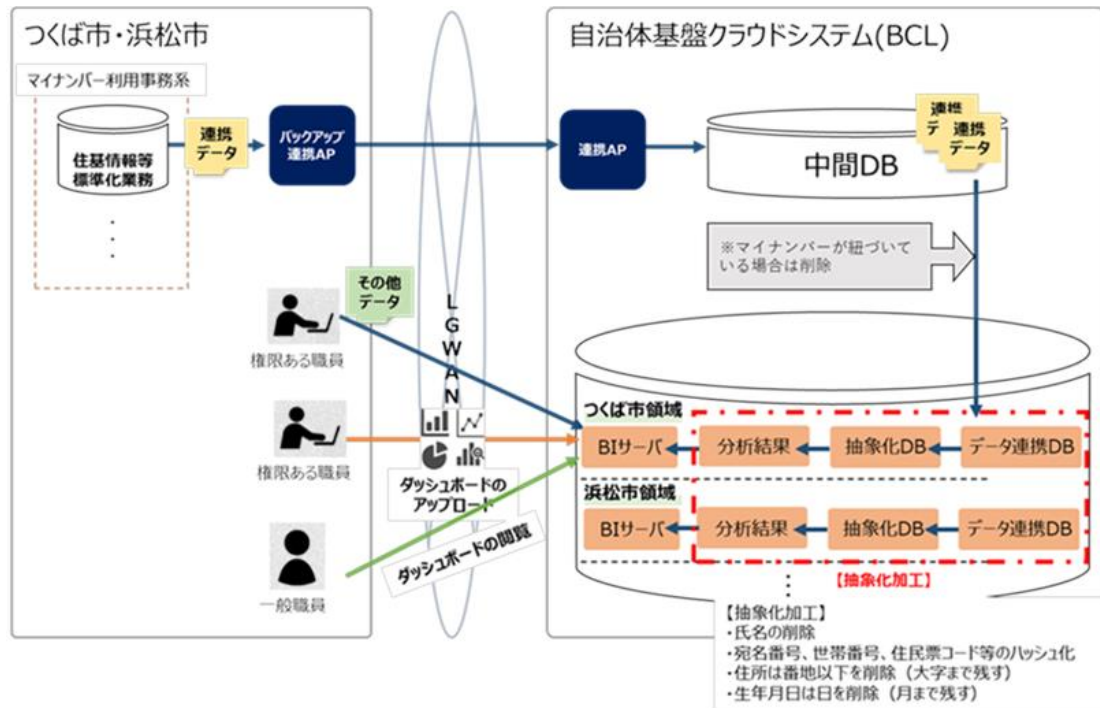 つくば市・浜松市
マイナンバー利用事務系
住基情報等
標準化業務
・
・
・
連携
データ
バックアップ
連携AP
その他
データ
権限ある職員
権限ある職員
一般職員
LGWAN
ダッシュボードの
アップロード
ダッシュボードの閲覧
自治体基盤クラウドシステム(BCL)
連携AP
中間DB
連携
デ
連携
データ
※マイナンバーが紐づいて
いる場合は削除
つくば市領域
BIサーバ
分析結果
抽象化DB
データ連携DB
浜松市領域
BIサーバ
分析結果
抽象化DB
データ連携DB
【抽象化加工】
・
・
・
【抽象化加工】
・氏名の削除
・宛名番号、世帯番号、住民票コード等のハッシュ化
・住所は番地以下を削除（大字まで残す）
・生年月日は日を削除（月まで残す）